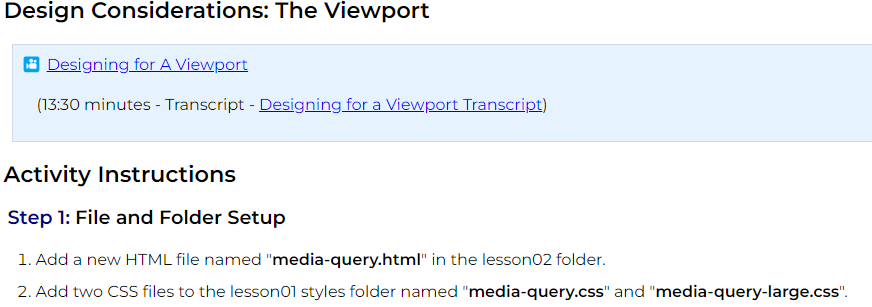 Design Considerations: The Viewport
Designing for A Viewport
(13:30 minutes - Transcript - Designing for a Viewport Transcript)
Activity Instructions
Step 1: File and Folder Setup
1. Add a new HTML file named "media-query.html" in the lesson02 folder.
2. Add two CSS files to the lesson01 styles folder named "media-query.css" and "media-query-large.css".